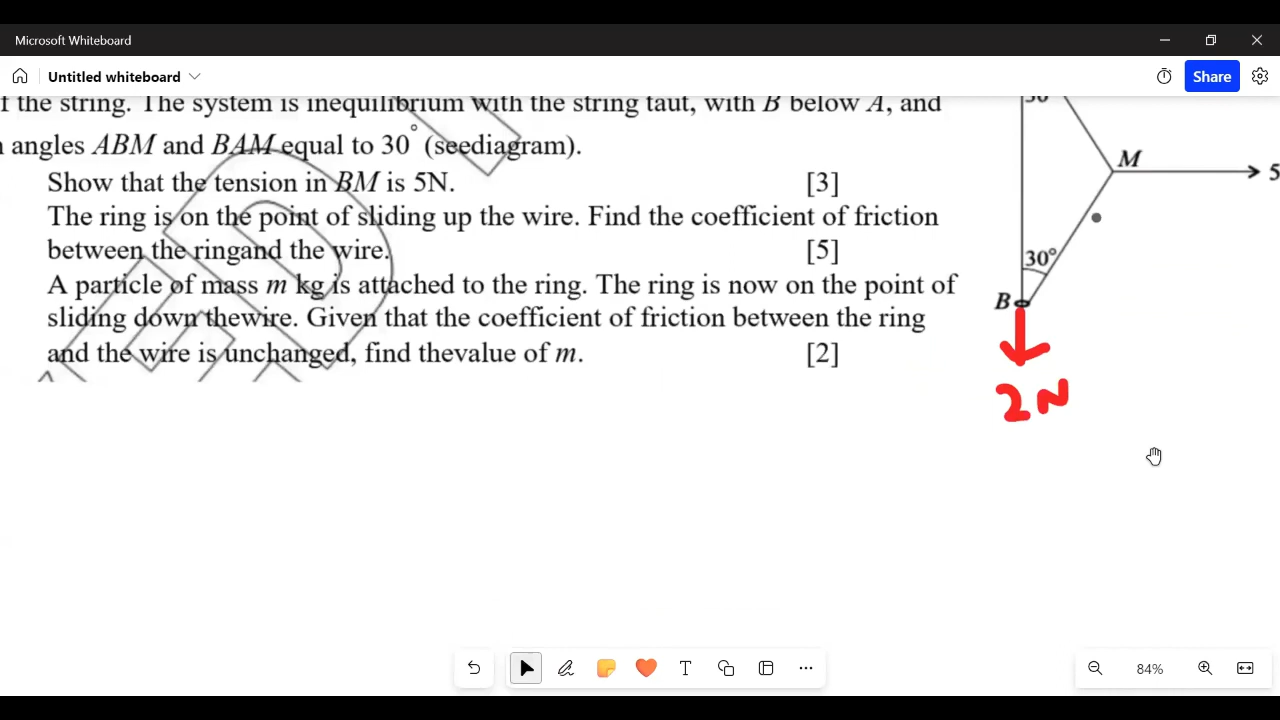 Microsoft Whiteboard
Untitled whiteboard
Share
f the string. The system is inequilibrium with the string taut, with B below A, and
angles ABM and BAM equal to 30° (seediagram).
Show that the tension in BM is 5N. [3]
The ring is on the point of sliding up the wire. Find the coefficient of friction
between the ringand the wire. [5]
A particle of mass m kg is attached to the ring. The ring is now on the point of
sliding down thewire. Given that the coefficient of friction between the ring
and the wire is unchanged, find thevalue of m. [2]
30
M
5
30°
B
2N
T
84%